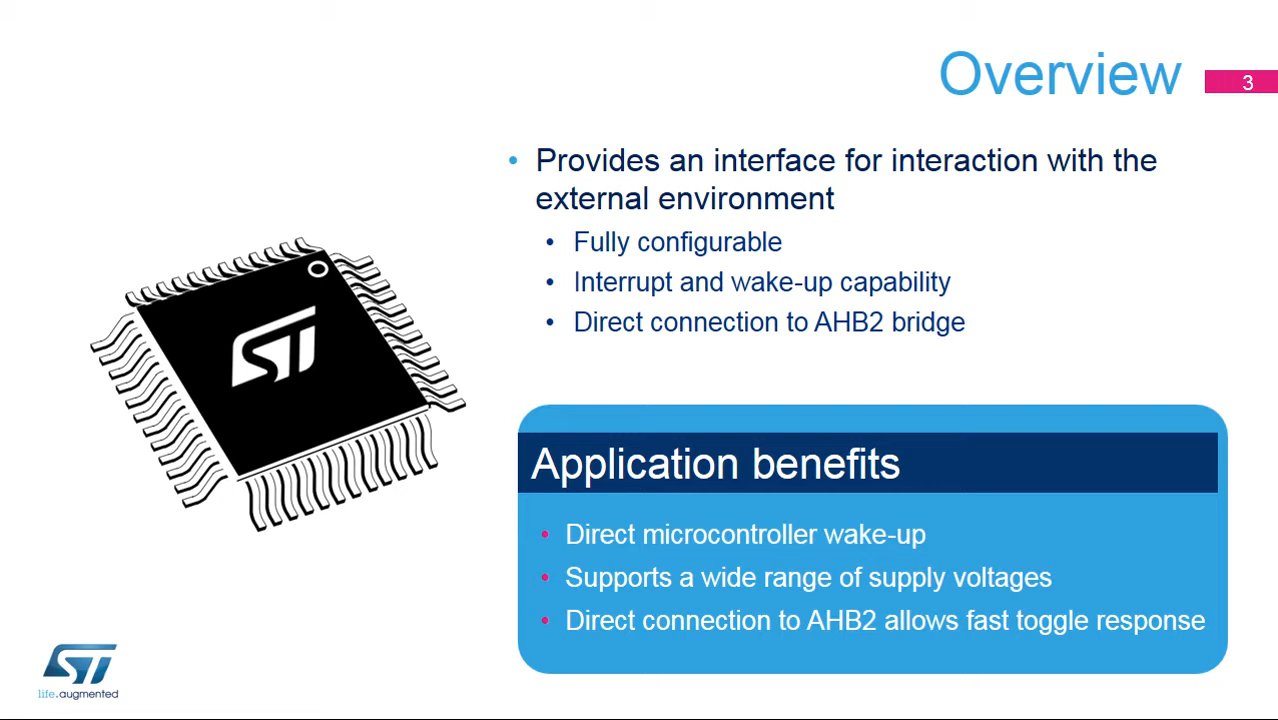 Overview
3
• Provides an interface for interaction with the
external environment
• Fully configurable
• Interrupt and wake-up capability
• Direct connection to AHB2 bridge
ST
Application benefits
• Direct microcontroller wake-up
• Supports a wide range of supply voltages
• Direct connection to AHB2 allows fast toggle response
ST
life.augmented